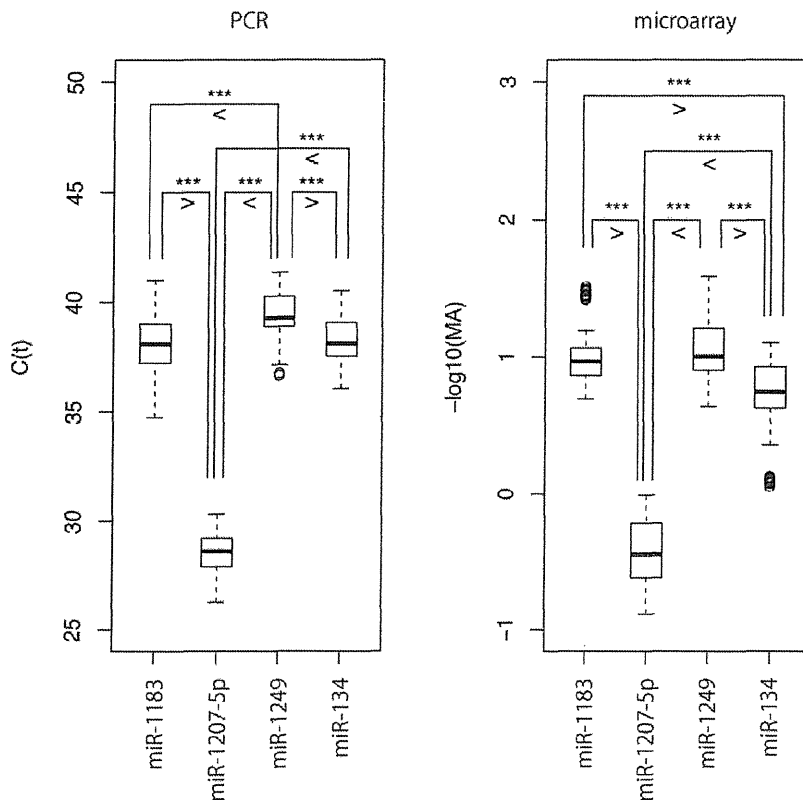 PCR
microarray
C(t)
50
45
40
35
30
25
***
<
***
<
***
>
***
<
***
>
miR-1183
miR-1207-5p
miR-1249
miR-134
−log10(MA)
3
2
1
0
−1
***
>
***
<
***
>
***
<
***
>
miR-1183
miR-1207-5p
miR-1249
miR-134